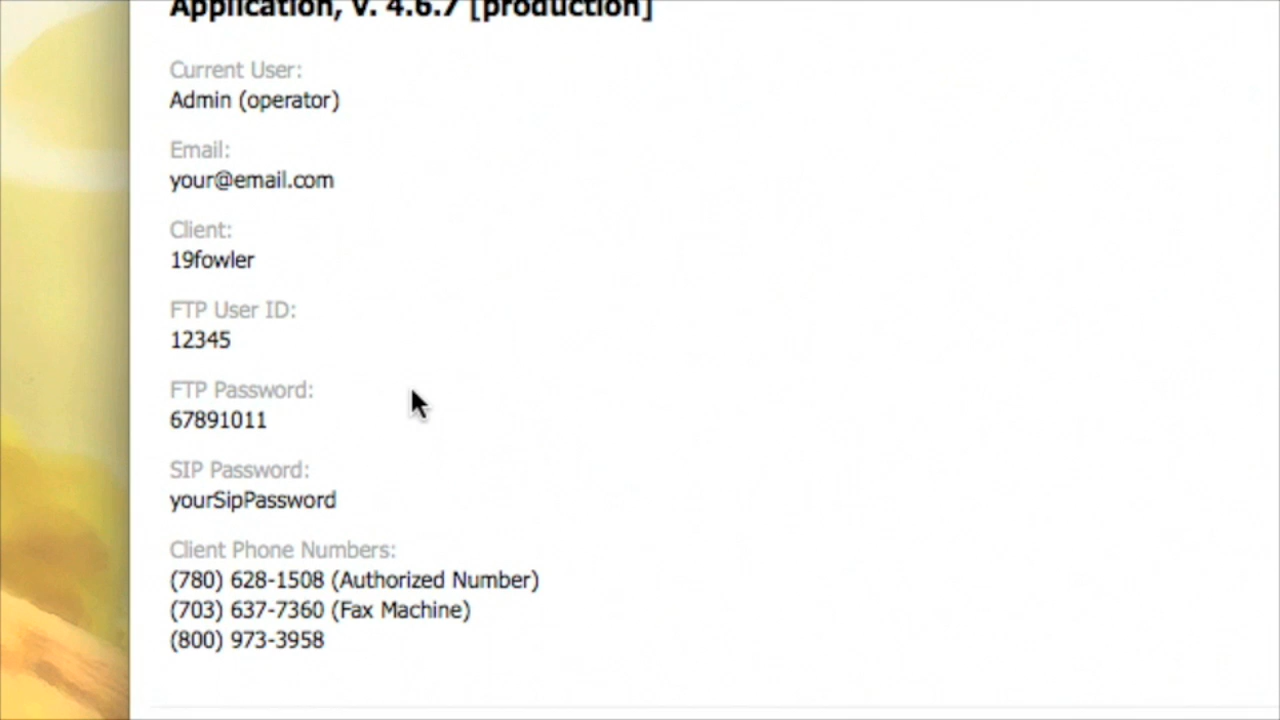 Application, v. 4.6.7 [production]
Current User:
Admin (operator)
Email:
your@email.com
Client:
19fowler
FTP User ID:
12345
FTP Password:
67891011
SIP Password:
yourSipPassword
Client Phone Numbers:
(780) 628-1508 (Authorized Number)
(703) 637-7360 (Fax Machine)
(800) 973-3958